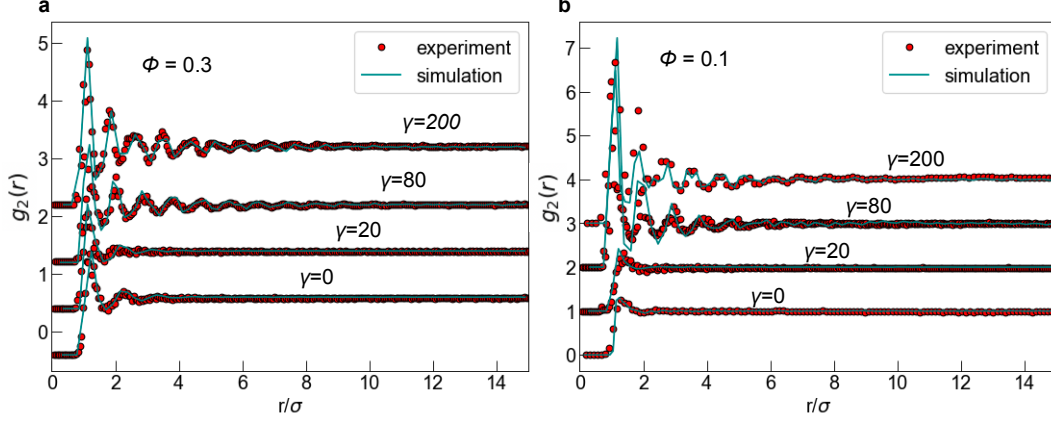 a
5
4
3
2
1
0
g₂(r)
Φ = 0.3
experiment
simulation
γ=200
γ=80
γ=20
γ=0
0 2 4 6 8 10 12 14
r/σ
b
7
6
5
4
3
2
1
0
g₂(r)
Φ = 0.1
experiment
simulation
γ=200
γ=80
γ=20
γ=0
0 2 4 6 8 10 12 14
r/σ